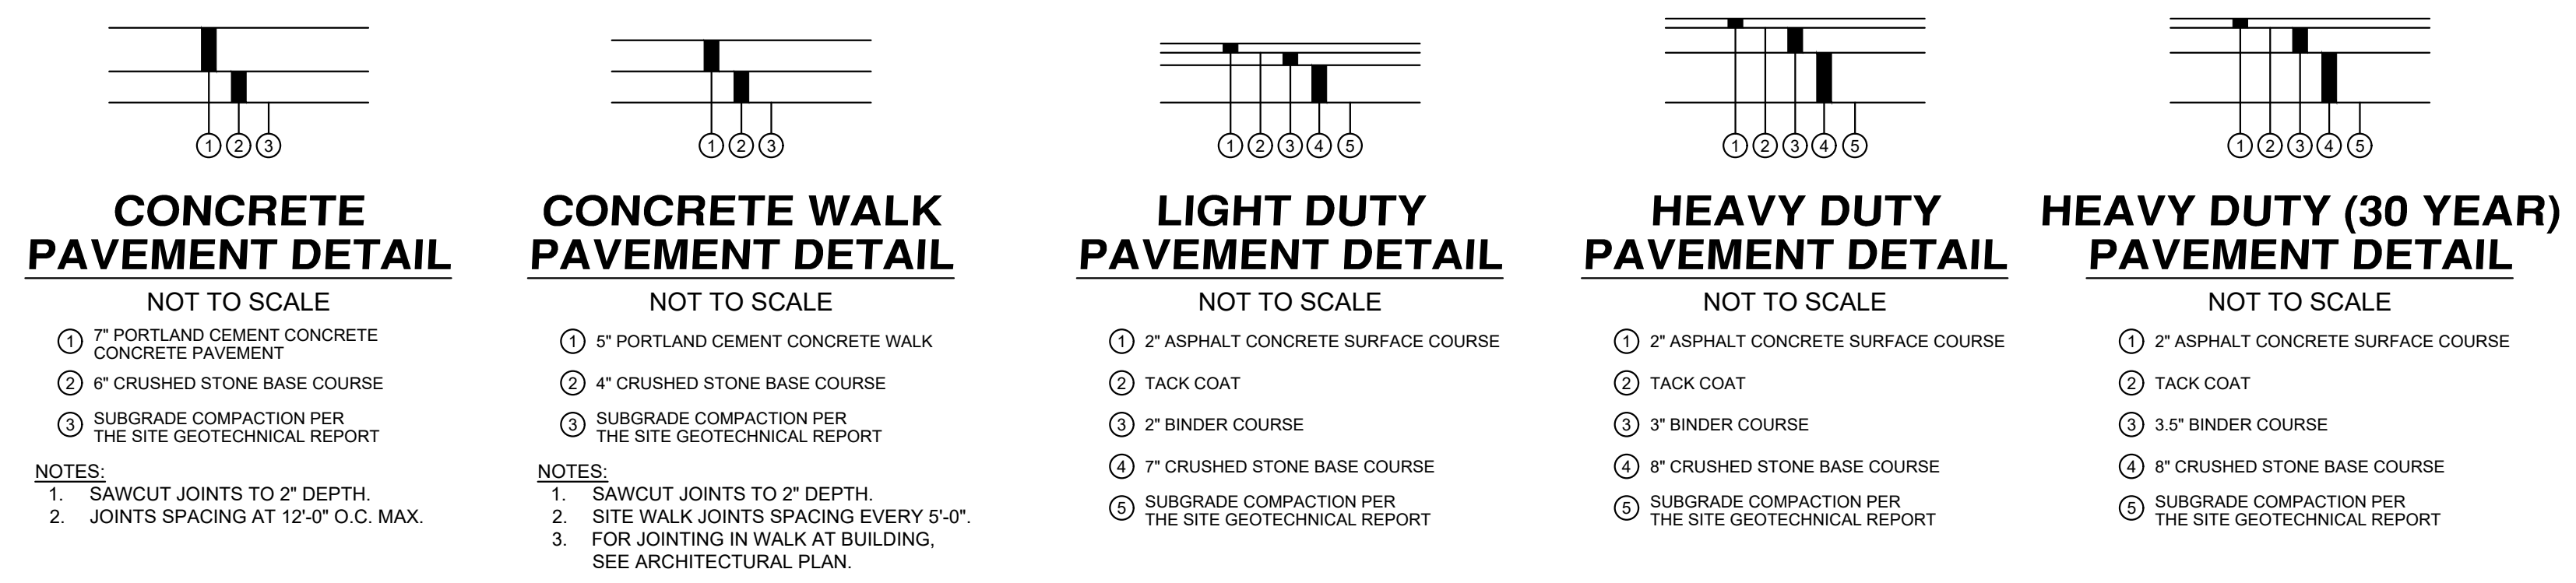 1 2 3
CONCRETE
PAVEMENT DETAIL
NOT TO SCALE
1 7" PORTLAND CEMENT CONCRETE
CONCRETE PAVEMENT
2 6" CRUSHED STONE BASE COURSE
3 SUBGRADE COMPACTION PER
THE SITE GEOTECHNICAL REPORT
NOTES:
1. SAWCUT JOINTS TO 2" DEPTH.
2. JOINTS SPACING AT 12'-0" O.C. MAX.
1 2 3
CONCRETE WALK
PAVEMENT DETAIL
NOT TO SCALE
1 5" PORTLAND CEMENT CONCRETE WALK
2 4" CRUSHED STONE BASE COURSE
3 SUBGRADE COMPACTION PER
THE SITE GEOTECHNICAL REPORT
NOTES:
1. SAWCUT JOINTS TO 2" DEPTH.
2. SITE WALK JOINTS SPACING EVERY 5'-0".
3. FOR JOINTING IN WALK AT BUILDING,
SEE ARCHITECTURAL PLAN.
1 2 3 4 5
LIGHT DUTY
PAVEMENT DETAIL
NOT TO SCALE
1 2" ASPHALT CONCRETE SURFACE COURSE
2 TACK COAT
3 2" BINDER COURSE
4 7" CRUSHED STONE BASE COURSE
5 SUBGRADE COMPACTION PER
THE SITE GEOTECHNICAL REPORT
1 2 3 4 5
HEAVY DUTY
PAVEMENT DETAIL
NOT TO SCALE
1 2" ASPHALT CONCRETE SURFACE COURSE
2 TACK COAT
3 3" BINDER COURSE
4 8" CRUSHED STONE BASE COURSE
5 SUBGRADE COMPACTION PER
THE SITE GEOTECHNICAL REPORT
1 2 3 4 5
HEAVY DUTY (30 YEAR)
PAVEMENT DETAIL
NOT TO SCALE
1 2" ASPHALT CONCRETE SURFACE COURSE
2 TACK COAT
3 3.5" BINDER COURSE
4 8" CRUSHED STONE BASE COURSE
5 SUBGRADE COMPACTION PER
THE SITE GEOTECHNICAL REPORT